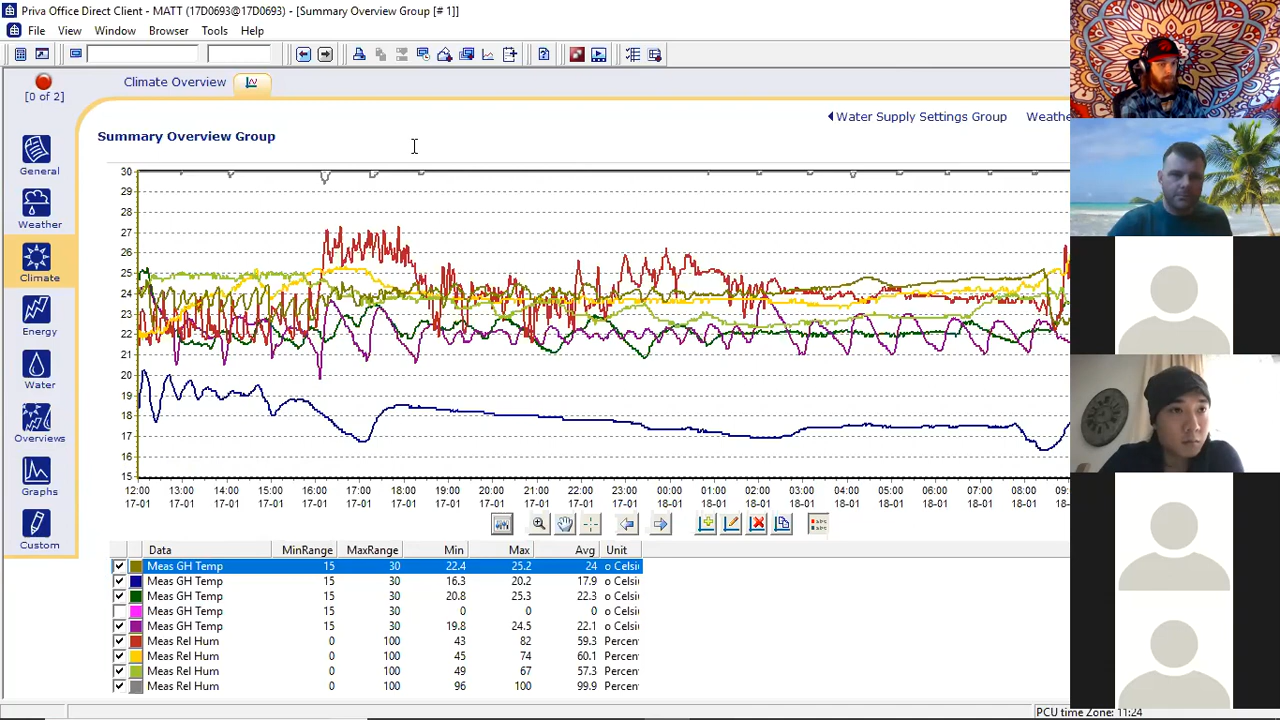 Priva Office Direct Client - MATT (17D0693@17D0693) - [Summary Overview Group [# 1]]
File View Window Browser Tools Help
[0 of 2]
Climate Overview
Water Supply Settings Group Weathe
Summary Overview Group
General
Weather
Climate
Energy
Water
Overviews
Graphs
Custom
30
29
28
27
26
25
24
23
22
21
20
19
18
17
16
15
12:00 13:00 14:00 15:00 16:00 17:00 18:00 19:00 20:00 21:00 22:00 23:00 00:00 01:00 02:00 03:00 04:00 05:00 06:00 07:00 08:00 09:
17-01 17-01 17-01 17-01 17-01 17-01 17-01 17-01 17-01 17-01 17-01 17-01 18-01 18-01 18-01 18-01 18-01 18-01 18-01 18-01 18-01 18-
Data MinRange MaxRange Min Max Avg Unit
Meas GH Temp 15 30 22.4 25.2 24 o Celsi
Meas GH Temp 15 30 16.3 20.2 17.9 o Celsi
Meas GH Temp 15 30 20.8 25.3 22.3 o Celsi
Meas GH Temp 15 30 0 0 0 o Celsi
Meas GH Temp 15 30 19.8 24.5 22.1 o Celsi
Meas Rel Hum 0 100 43 82 59.3 Percen
Meas Rel Hum 0 100 45 74 60.1 Percen
Meas Rel Hum 0 100 49 67 57.3 Percen
Meas Rel Hum 0 100 96 100 99.9 Percen
PCU time Zone: 11:24